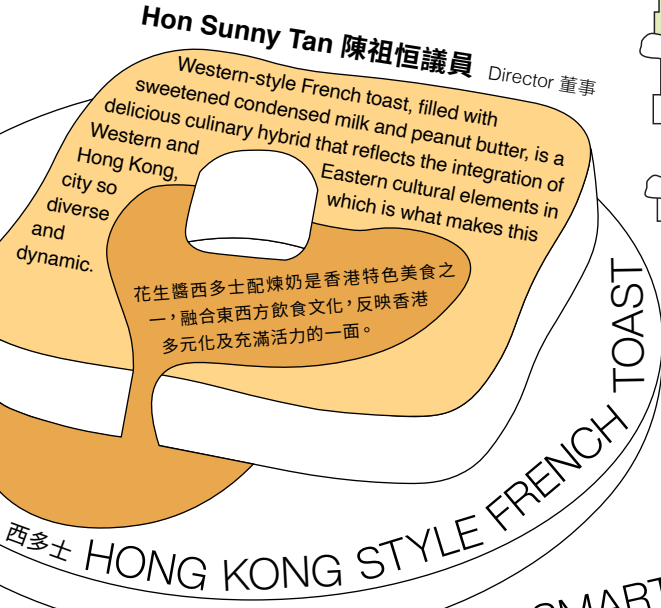 Hon Sunny Tan 陳祖恒議員 Director 董事
Western-style French toast, filled with
sweetened condensed milk and peanut butter, is a
delicious culinary hybrid that reflects the integration of
Western and Eastern cultural elements in
Hong Kong, which is what makes this
city so
diverse
and
dynamic.
花生醬西多士配煉奶是香港特色美食之
一，融合東西方飲食文化，反映香港
多元化及充滿活力的一面。
西多士 HONG KONG STYLE FRENCH TOAST
SMART